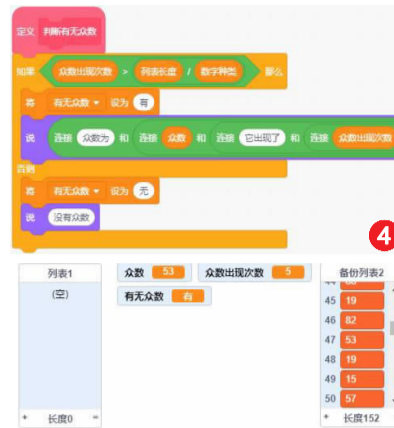 定义 判断有无众数
如果 众数出现次数 > 列表长度 / 数字种类 那么
将 有无众数 设为 有
说 连接 众数为 和 连接 众数 和 连接 它出现了 和 连接 众数出现次数
否则
将 有无众数 设为 无
说 没有众数
4
列表1
(空)
+ 长度0 =
众数 53 众数出现次数 5
有无众数 有
备份列表2
45 19
46 82
47 53
48 19
49 15
50 57
+ 长度152